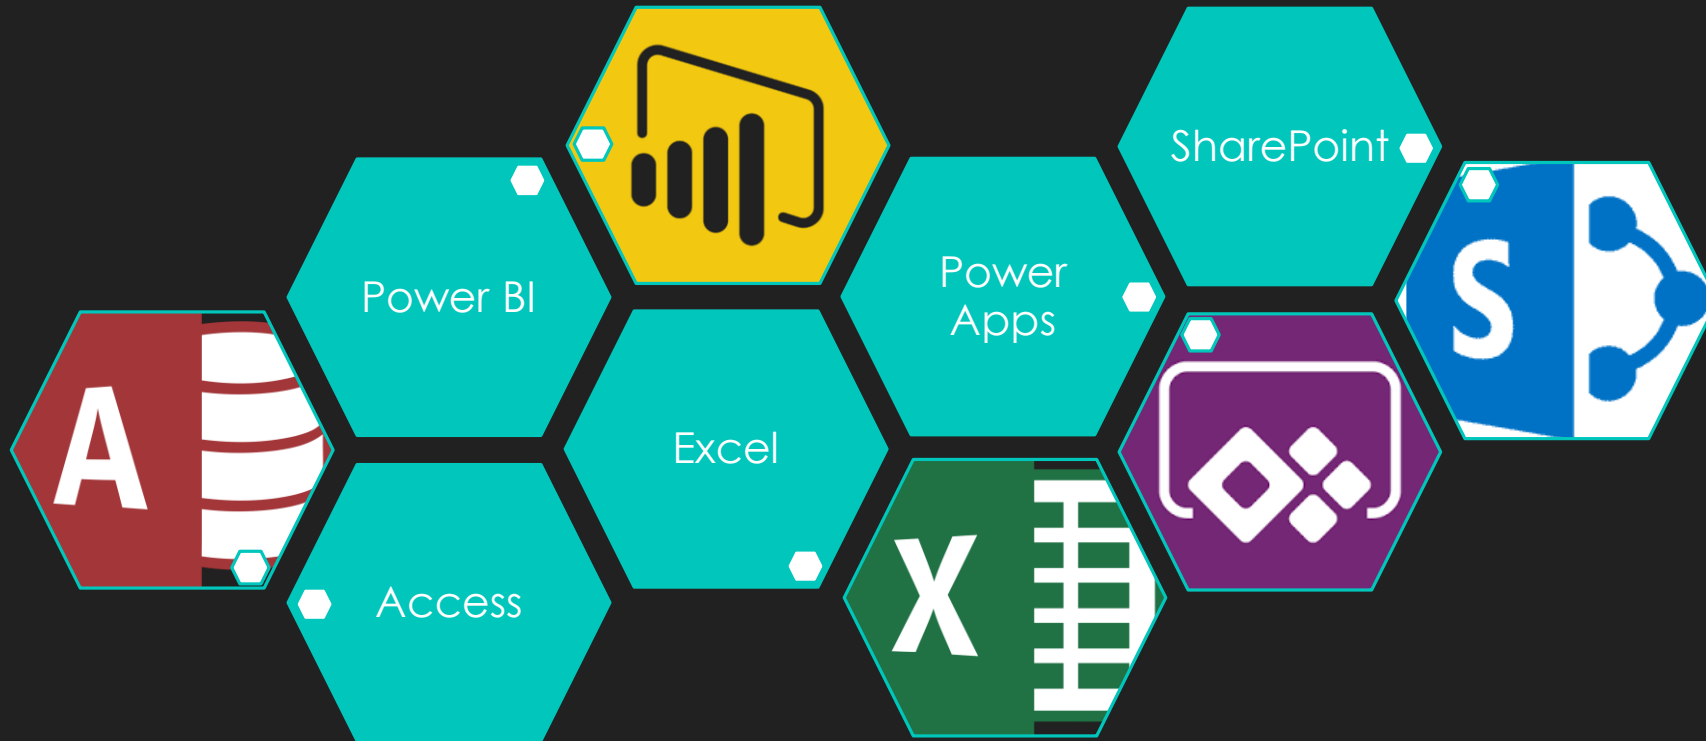 SharePoint
Power BI
Power
Apps
Excel
Access
A
X
S